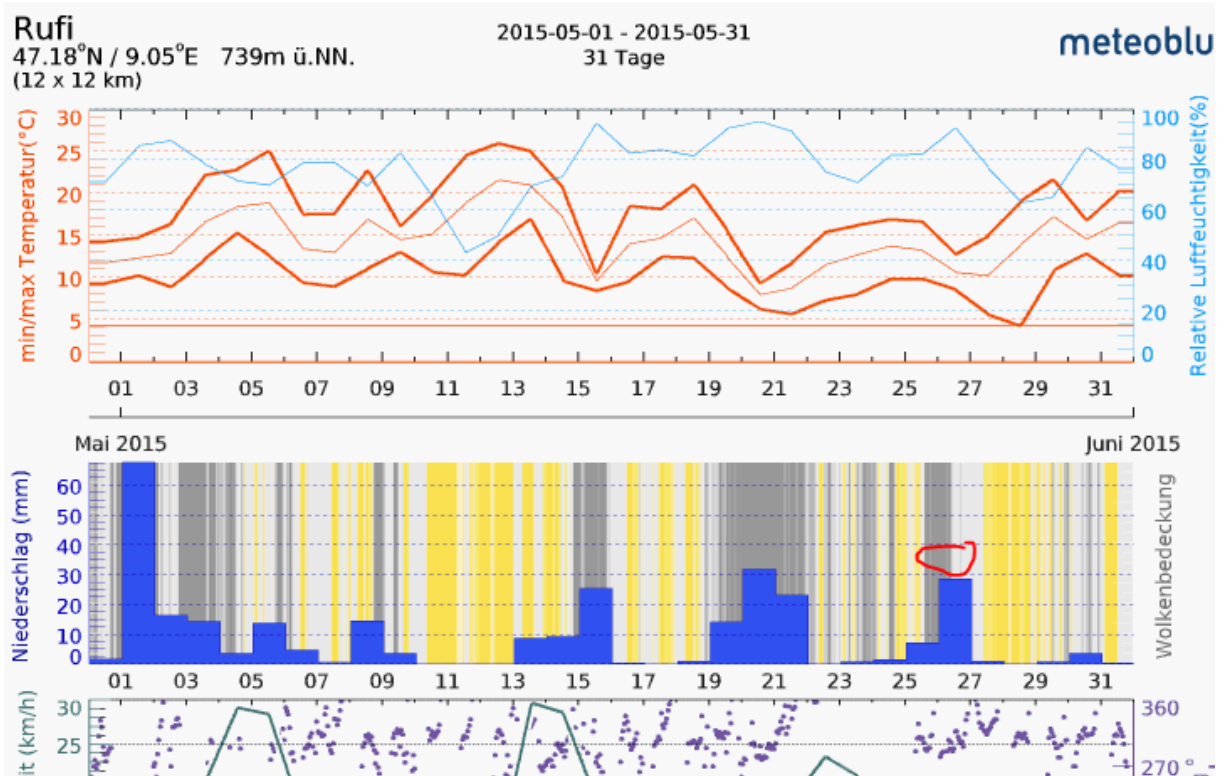 Rufi
47.18°N / 9.05°E 739m ü.NN.
(12 x 12 km)
2015-05-01 - 2015-05-31
31 Tage
meteoblu
min/max Temperatur(°C)
30
25
20
15
10
5
0
100
80
60
40
20
0
Relative Luftfeuchtigkeit(%)
01 03 05 07 09 11 13 15 17 19 21 23 25 27 29 31
Mai 2015
Juni 2015
Niederschlag (mm)
60
50
40
30
20
10
0
Wolkenbedeckung
01 03 05 07 09 11 13 15 17 19 21 23 25 27 29 31
it (km/h)
30
25
360
270 °